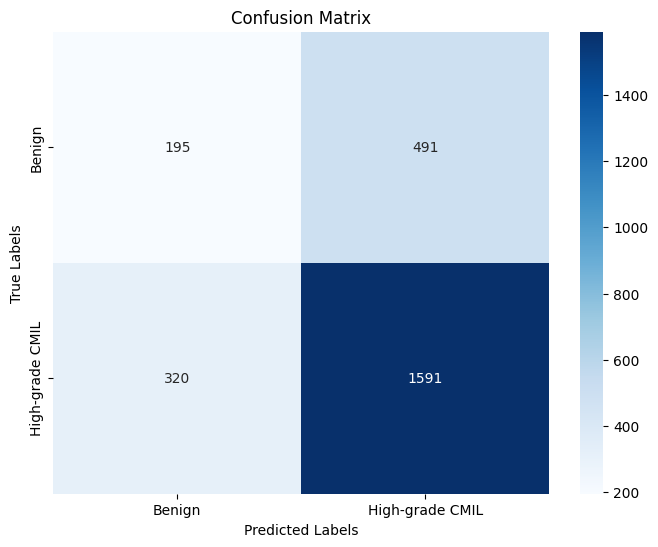 Confusion Matrix
True Labels
Benign
High-grade CMIL
195
491
320
1591
Benign
High-grade CMIL
Predicted Labels
1400
1200
1000
800
600
400
200